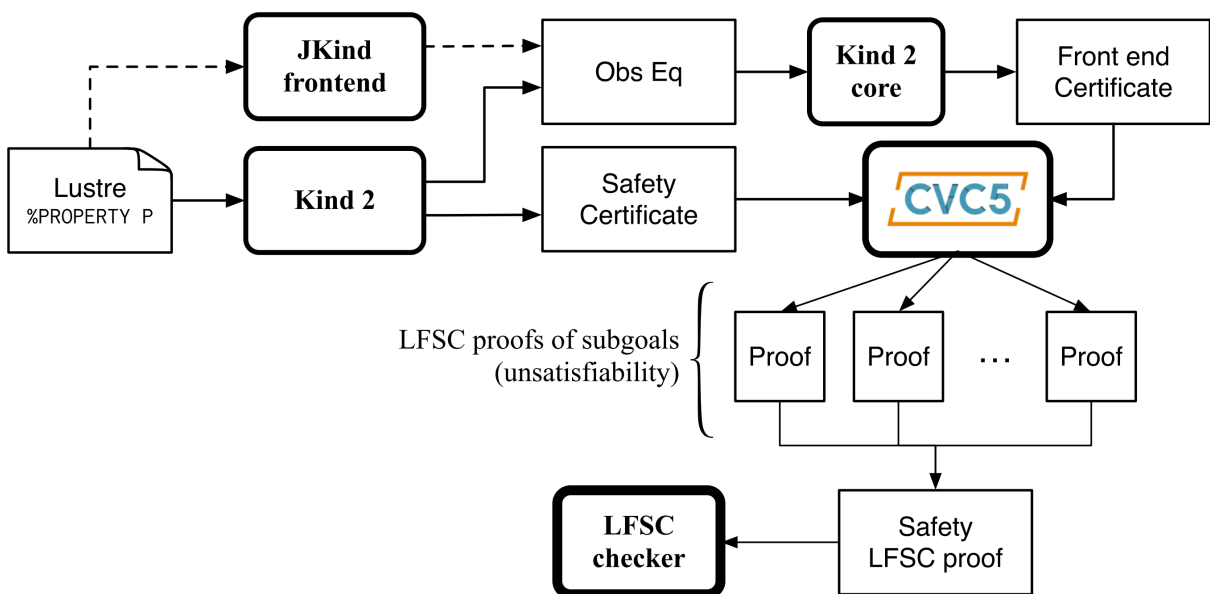 JKind
frontend
Obs Eq
Kind 2
core
Front end
Certificate
Lustre
%PROPERTY P
Kind 2
Safety
Certificate
CVC5
LFSC proofs of subgoals
(unsatisfiability)
Proof
Proof
...
Proof
LFSC
checker
Safety
LFSC proof